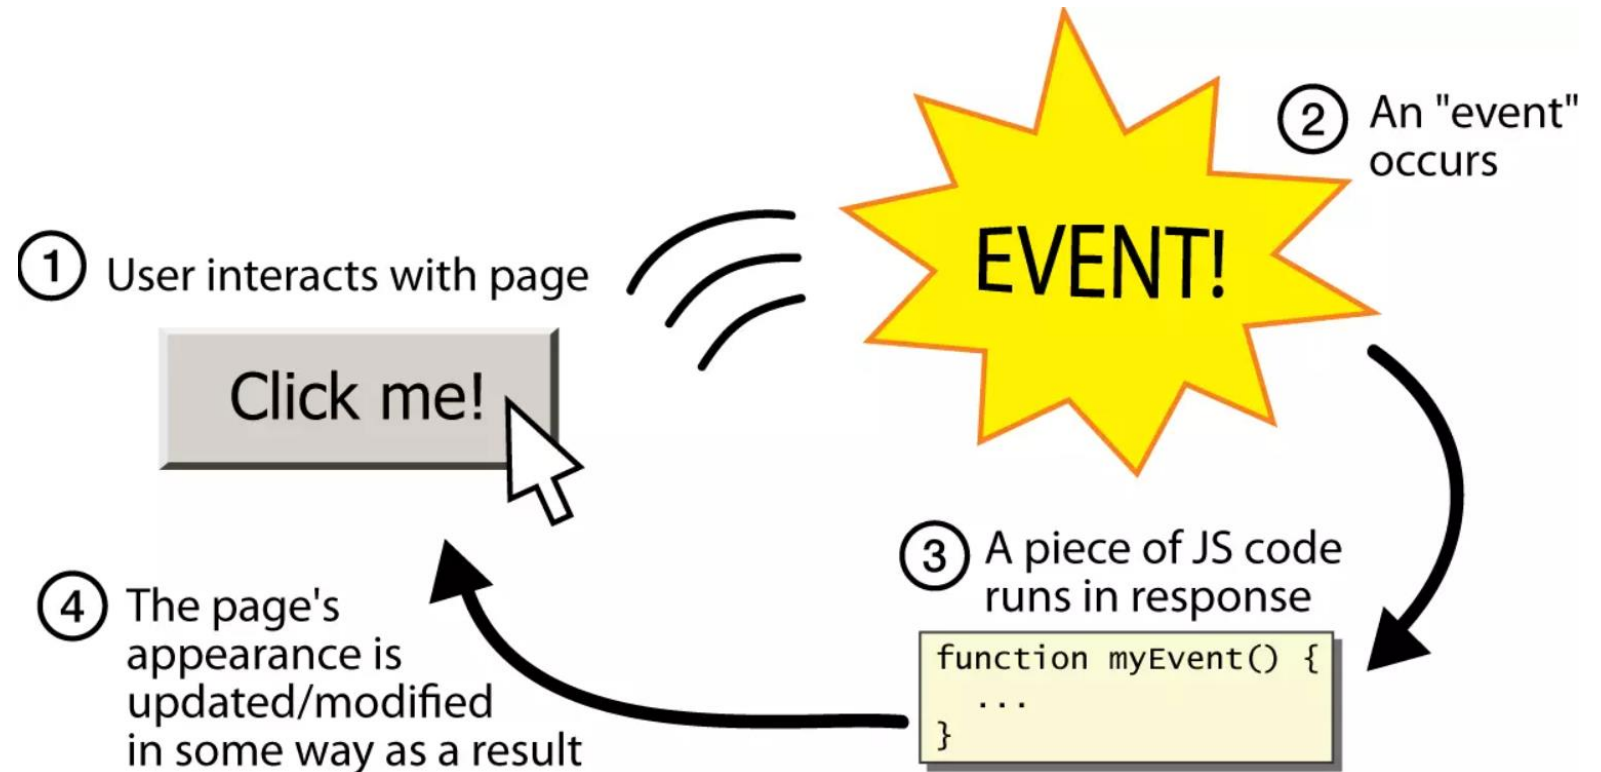 1
User interacts with page
Click me!
EVENT!
2
An "event"
occurs
3
A piece of JS code
runs in response
function myEvent() {
...
}
4
The page's
appearance is
updated/modified
in some way as a result